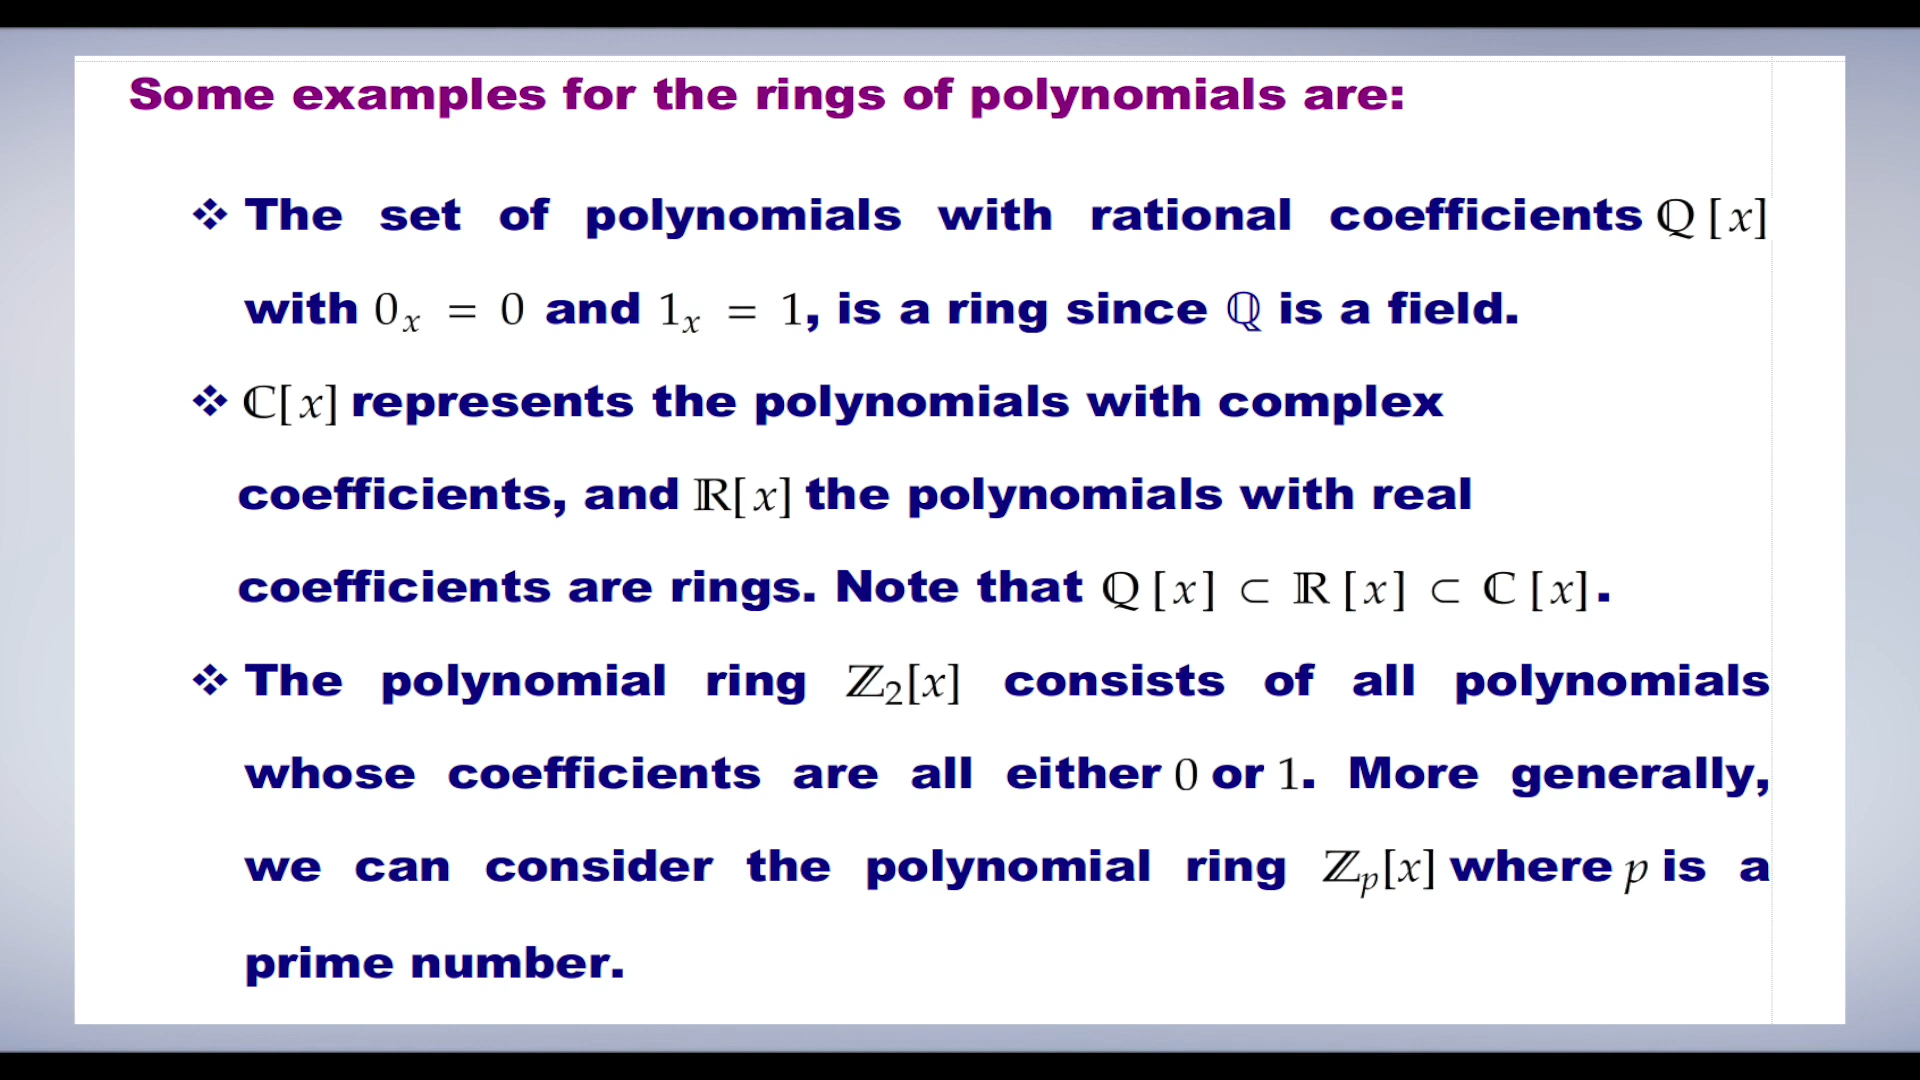 Some examples for the rings of polynomials are:
❖ The set of polynomials with rational coefficients ℚ [x]
with 0ₓ = 0 and 1ₓ = 1, is a ring since ℚ is a field.
❖ ℂ[x] represents the polynomials with complex
coefficients, and ℝ[x] the polynomials with real
coefficients are rings. Note that ℚ [x] ⊂ ℝ [x] ⊂ ℂ [x].
❖ The polynomial ring ℤ₂[x] consists of all polynomials
whose coefficients are all either 0 or 1. More generally,
we can consider the polynomial ring ℤₚ[x] where p is a
prime number.